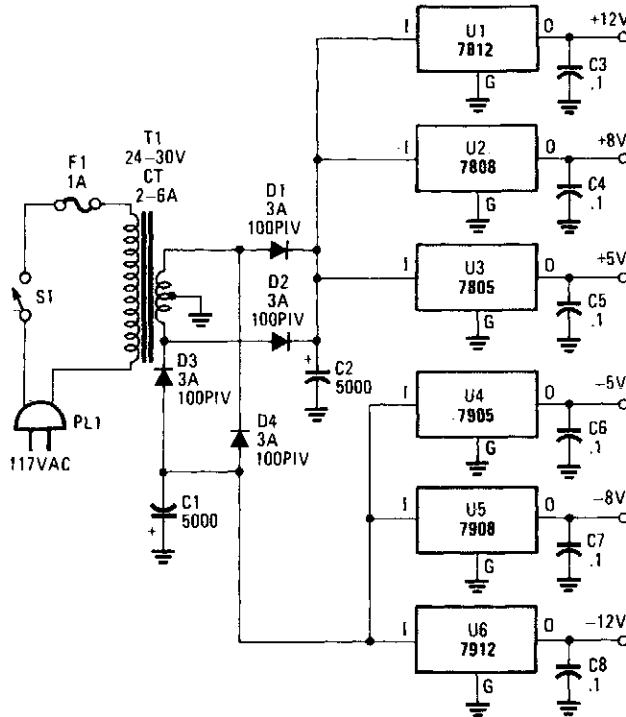 U1
7812
I
O
G
+12V
C3
.1
U2
7808
I
O
G
+8V
C4
.1
F1
1A
T1
24–30V
CT
2–6A
D1
3A
100PIV
D2
3A
100PIV
S1
U3
7805
I
O
G
+5V
C5
.1
D3
3A
100PIV
+
C2
5000
D4
3A
100PIV
PL1
117VAC
U4
7905
I
O
G
–5V
C6
.1
C1
5000
+
U5
7908
I
O
G
–8V
C7
.1
U6
7912
I
O
G
–12V
C8
.1